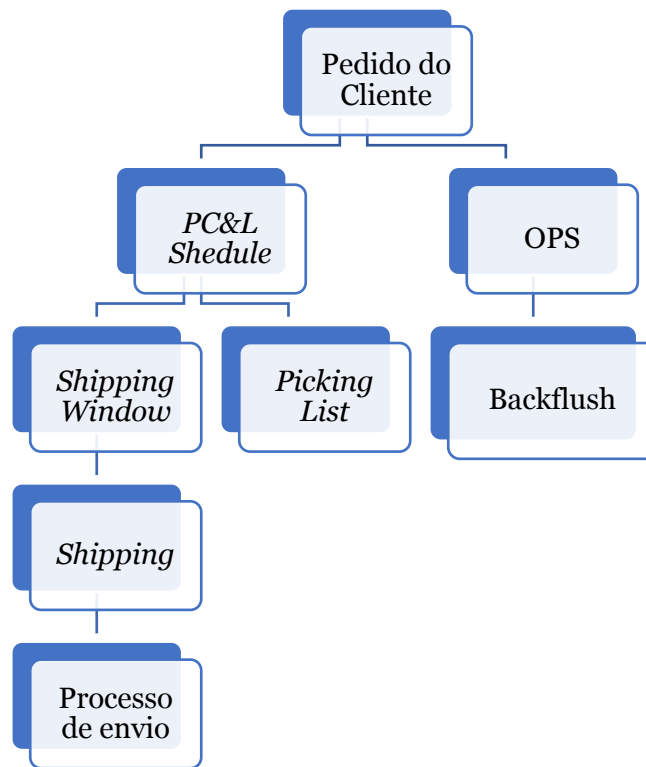 Pedido do
Cliente
PC&L
Shedule
OPS
Shipping
Window
Picking
List
Backflush
Shipping
Processo
de envio